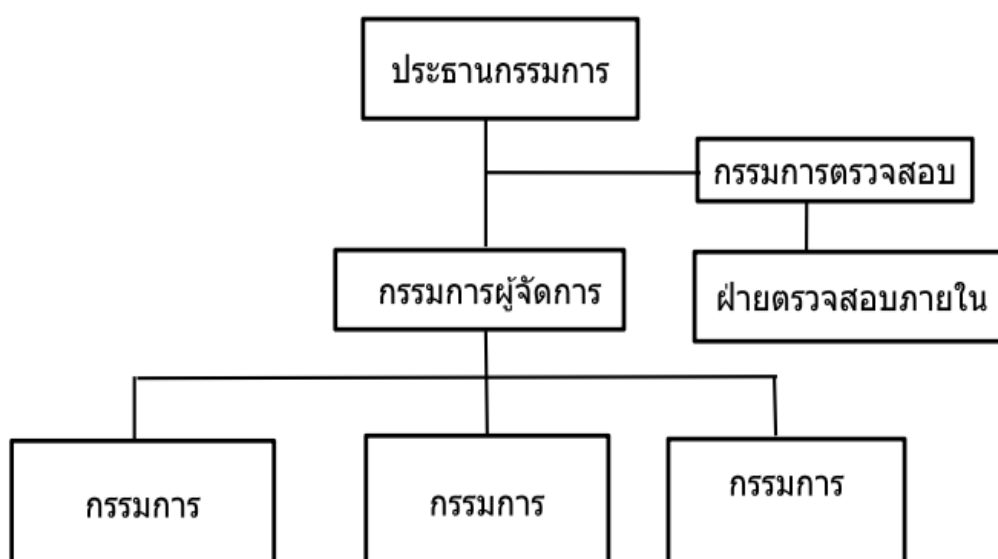 ประธานกรรมการ
กรรมการตรวจสอบ
กรรมการผู้จัดการ
ฝ่ายตรวจสอบภายใน
กรรมการ
กรรมการ
กรรมการ